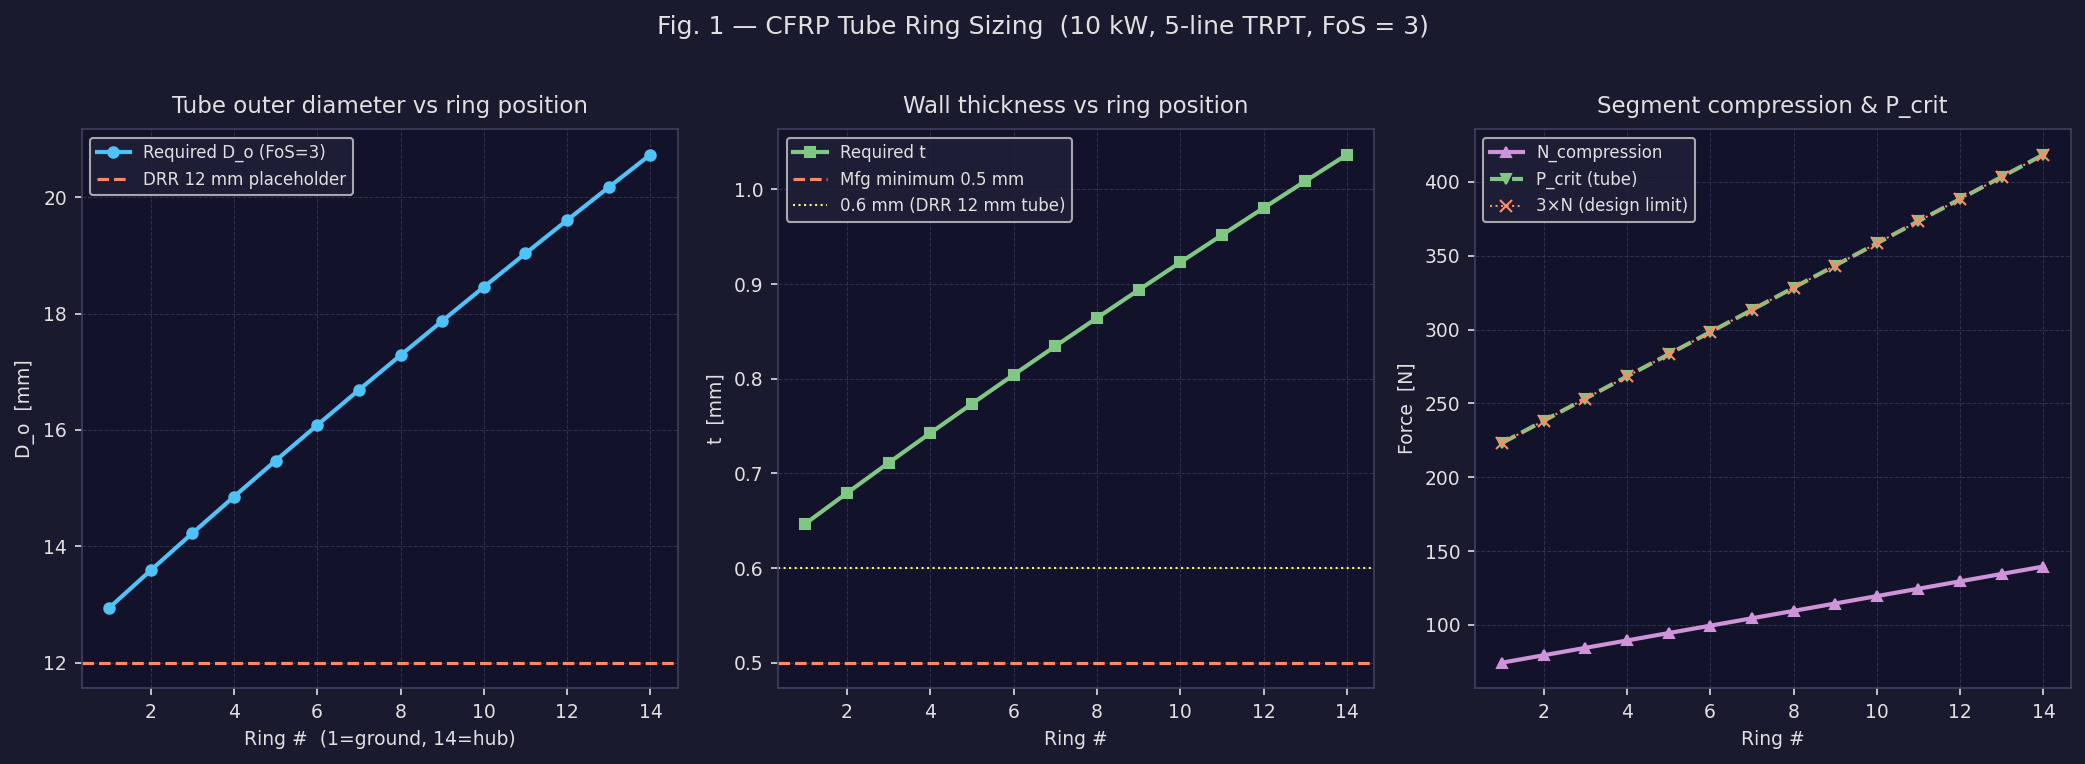 Fig. 1 — CFRP Tube Ring Sizing  (10 kW, 5-line TRPT, FoS = 3)
Tube outer diameter vs ring position
Required D_o (FoS=3)
DRR 12 mm placeholder
D_o [mm]
20
18
16
14
12
2 4 6 8 10 12 14
Ring #  (1=ground, 14=hub)
Wall thickness vs ring position
Required t
Mfg minimum 0.5 mm
0.6 mm (DRR 12 mm tube)
t [mm]
1.0
0.9
0.8
0.7
0.6
0.5
2 4 6 8 10 12 14
Ring #
Segment compression & P_crit
N_compression
P_crit (tube)
3×N (design limit)
Force [N]
400
350
300
250
200
150
100
2 4 6 8 10 12 14
Ring #